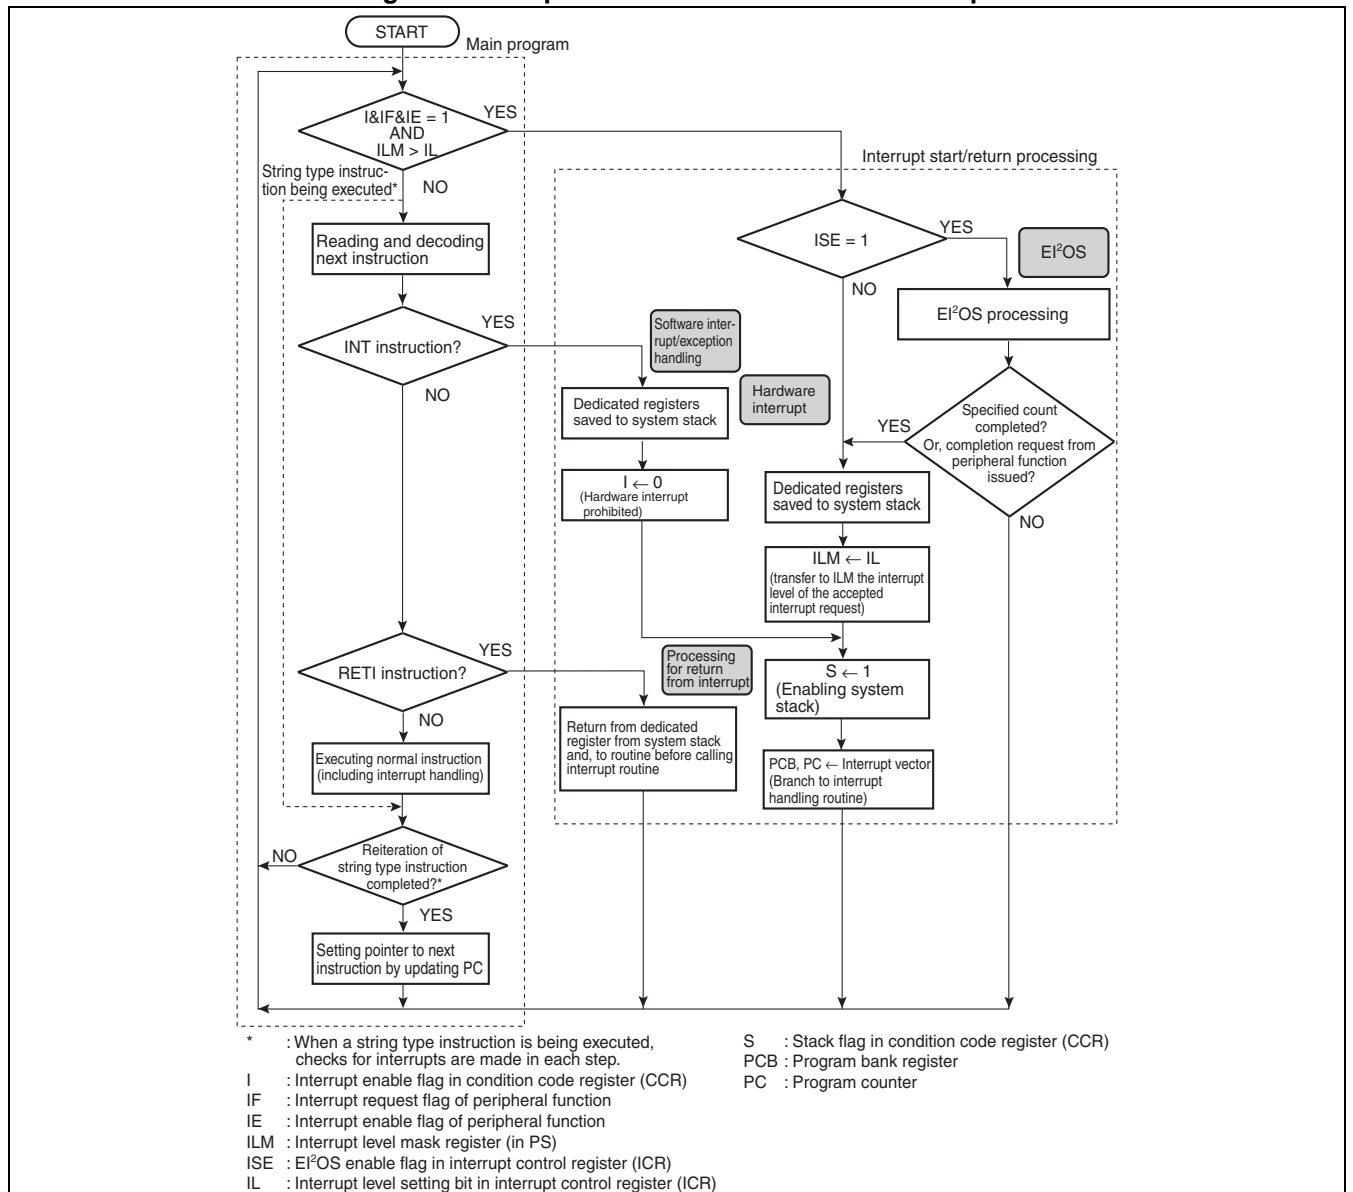 START
Main program
I&IF&IE = 1
AND
ILM > IL
YES
String type instruc-
tion being executed*
NO
Reading and decoding
next instruction
INT instruction?
YES
NO
RETI instruction?
YES
NO
Executing normal instruction
(including interrupt handling)
Reiteration of
string type instruction
completed?*
NO
YES
Setting pointer to next
instruction by updating PC
Interrupt start/return processing
ISE = 1
YES
NO
EI²OS
EI²OS processing
Specified count
completed?
Or, completion request from
peripheral function
issued?
YES
NO
Software inter-
rupt/exception
handling
Dedicated registers
saved to system stack
I ← 0
(Hardware interrupt
prohibited)
Hardware
interrupt
Dedicated registers
saved to system stack
ILM ← IL
(transfer to ILM the interrupt
level of the accepted
interrupt request)
Processing
for return
from interrupt
S ← 1
(Enabling system
stack)
Return from dedicated
register from system stack
and, to routine before calling
interrupt routine
PCB, PC ← Interrupt vector
(Branch to interrupt
handling routine)
* : When a string type instruction is being executed,
checks for interrupts are made in each step.
I : Interrupt enable flag in condition code register (CCR)
IF : Interrupt request flag of peripheral function
IE : Interrupt enable flag of peripheral function
ILM : Interrupt level mask register (in PS)
ISE : EI²OS enable flag in interrupt control register (ICR)
IL : Interrupt level setting bit in interrupt control register (ICR)
S : Stack flag in condition code register (CCR)
PCB : Program bank register
PC : Program counter